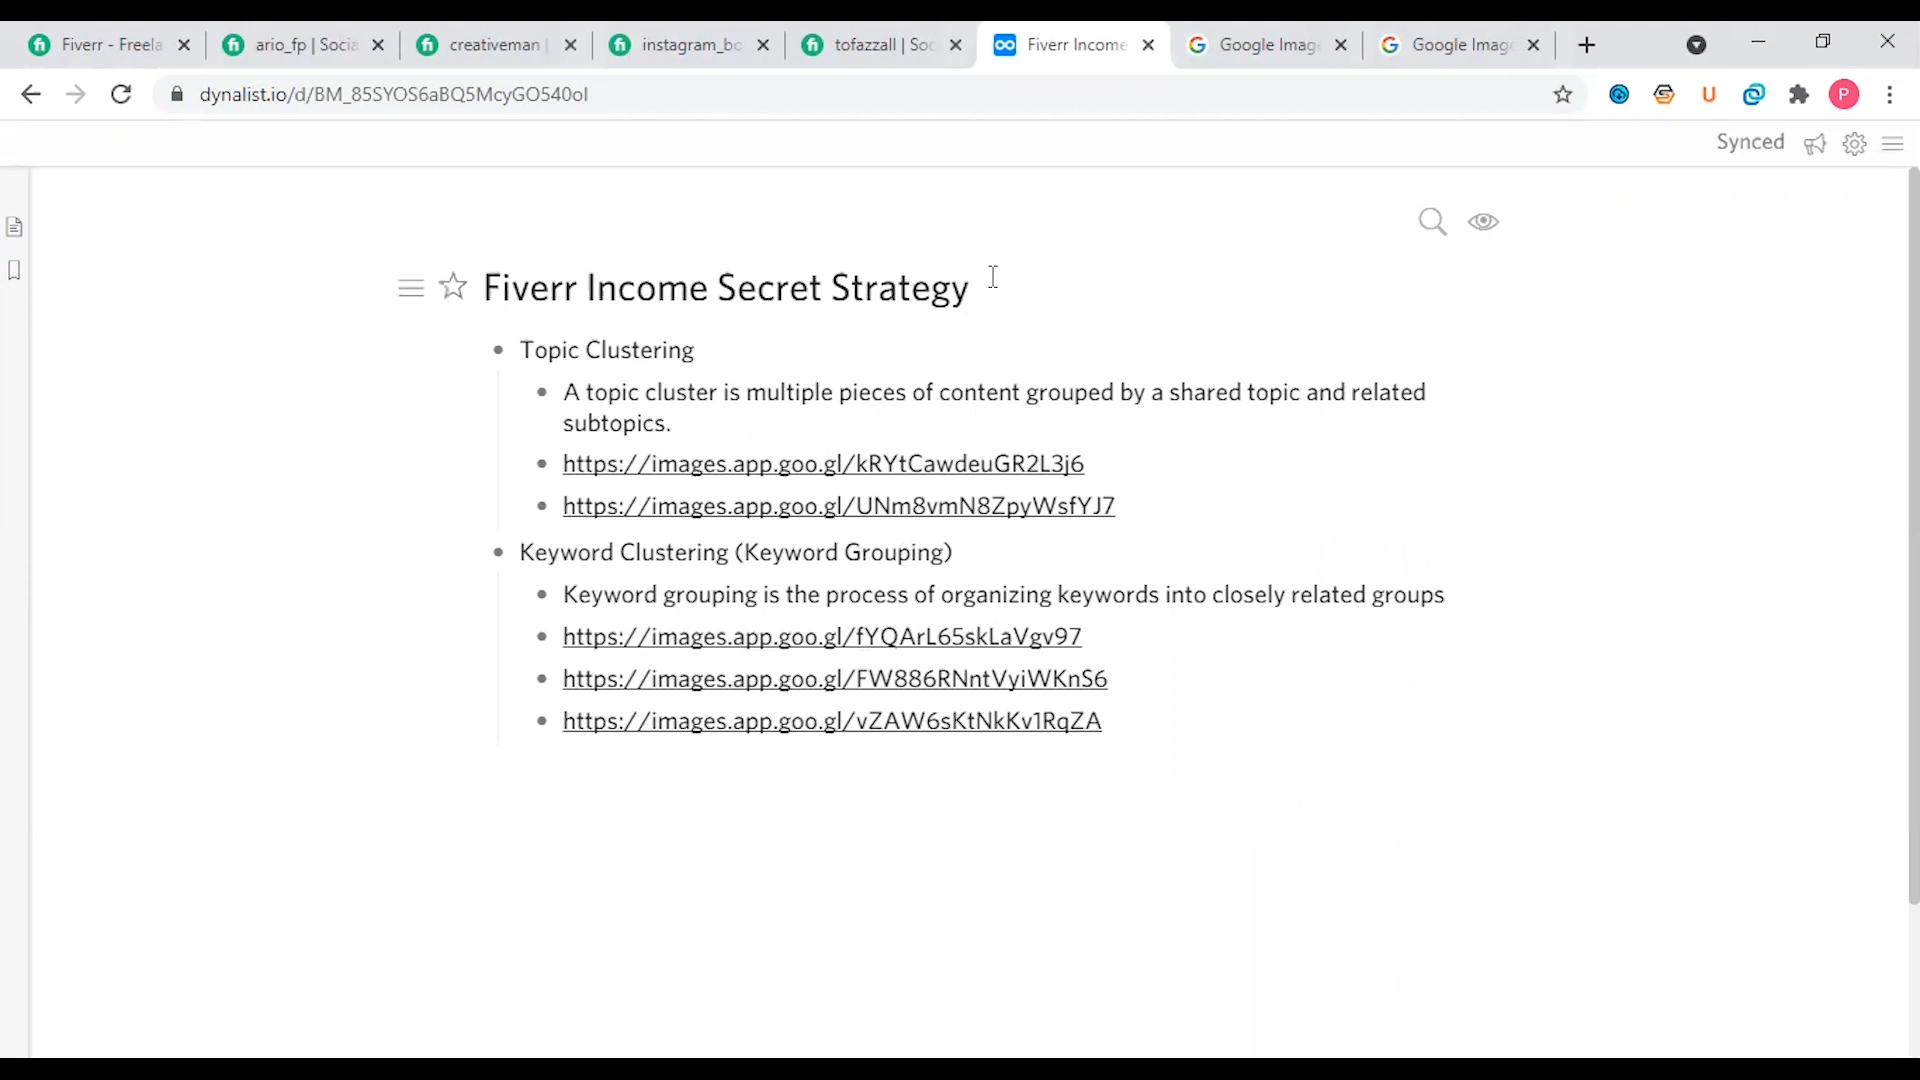 Fiverr - Freela
ario_fp | Socia
creativeman |
instagram_bo
tofazzall | Soc
Fiverr Income
Google Imag
Google Imag
dynalist.io/d/BM_85SYOS6aBQ5McyGO540oI
U
P
Synced
Fiverr Income Secret Strategy
Topic Clustering
A topic cluster is multiple pieces of content grouped by a shared topic and related
subtopics.
https://images.app.goo.gl/kRYtCawdeuGR2L3j6
https://images.app.goo.gl/UNm8vmN8ZpyWsfYJ7
Keyword Clustering (Keyword Grouping)
Keyword grouping is the process of organizing keywords into closely related groups
https://images.app.goo.gl/fYQArL65skLaVgv97
https://images.app.goo.gl/FW886RNntVyiWKnS6
https://images.app.goo.gl/vZAW6sKtNkKv1RqZA